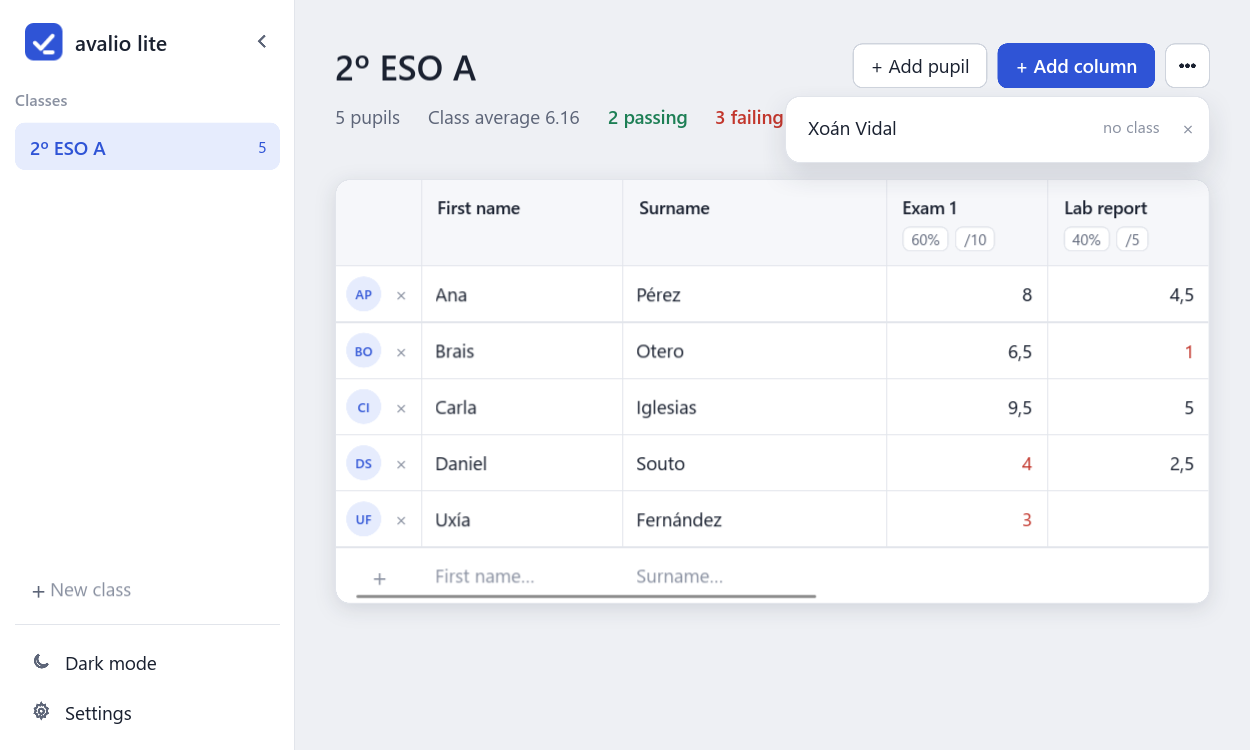 avalio lite
Classes
2º ESO A 5
+ New class
Dark mode
Settings
2º ESO A
+ Add pupil
+ Add column
•••
5 pupils Class average 6.16 2 passing 3 failing
Xoán Vidal no class ×
First name Surname Exam 1 Lab report
60% /10 40% /5
AP × Ana Pérez 8 4,5
BO × Brais Otero 6,5 1
CI × Carla Iglesias 9,5 5
DS × Daniel Souto 4 2,5
UF × Uxía Fernández 3
+ First name... Surname...